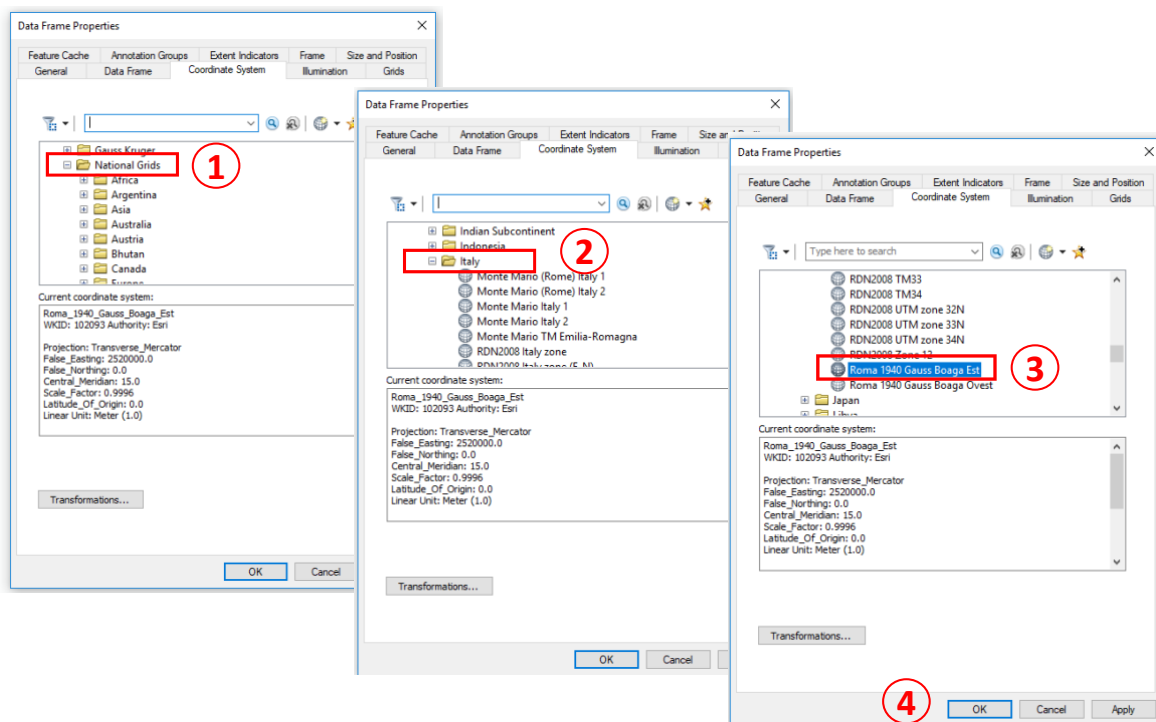 Data Frame Properties
Feature Cache Annotation Groups Extent Indicators Frame Size and Position
General Data Frame Coordinate System Illumination Grids
Gauss Kruger
National Grids
1
Africa
Argentina
Asia
Australia
Austria
Bhutan
Canada
Europe
Current coordinate system:
Roma_1940_Gauss_Boaga_Est
WKID: 102093 Authority: Esri
Projection: Transverse_Mercator
False_Easting: 2520000.0
False_Northing: 0.0
Central_Meridian: 15.0
Scale_Factor: 0.9996
Latitude_Of_Origin: 0.0
Linear Unit: Meter (1.0)
Transformations...
OK Cancel
Data Frame Properties
Feature Cache Annotation Groups Extent Indicators Frame Size and Position
General Data Frame Coordinate System Illumination
Indian Subcontinent
Indonesia
Italy
2
Monte Mario (Rome) Italy 1
Monte Mario (Rome) Italy 2
Monte Mario Italy 1
Monte Mario Italy 2
Monte Mario TM Emilia-Romagna
RDN2008 Italy zone
RDN2008 Italy zone (E-N)
Current coordinate system:
Roma_1940_Gauss_Boaga_Est
WKID: 102093 Authority: Esri
Projection: Transverse_Mercator
False_Easting: 2520000.0
False_Northing: 0.0
Central_Meridian: 15.0
Scale_Factor: 0.9996
Latitude_Of_Origin: 0.0
Linear Unit: Meter (1.0)
Transformations...
OK Cancel
Data Frame Properties
Feature Cache Annotation Groups Extent Indicators Frame Size and Position
General Data Frame Coordinate System Illumination Grids
Type here to search
RDN2008 TM33
RDN2008 TM34
RDN2008 UTM zone 32N
RDN2008 UTM zone 33N
RDN2008 UTM zone 34N
RDN2008 Zone 12
Roma 1940 Gauss Boaga Est
3
Roma 1940 Gauss Boaga Ovest
Japan
Libya
Current coordinate system:
Roma_1940_Gauss_Boaga_Est
WKID: 102093 Authority: Esri
Projection: Transverse_Mercator
False_Easting: 2520000.0
False_Northing: 0.0
Central_Meridian: 15.0
Scale_Factor: 0.9996
Latitude_Of_Origin: 0.0
Linear Unit: Meter (1.0)
Transformations...
4
OK Cancel Apply